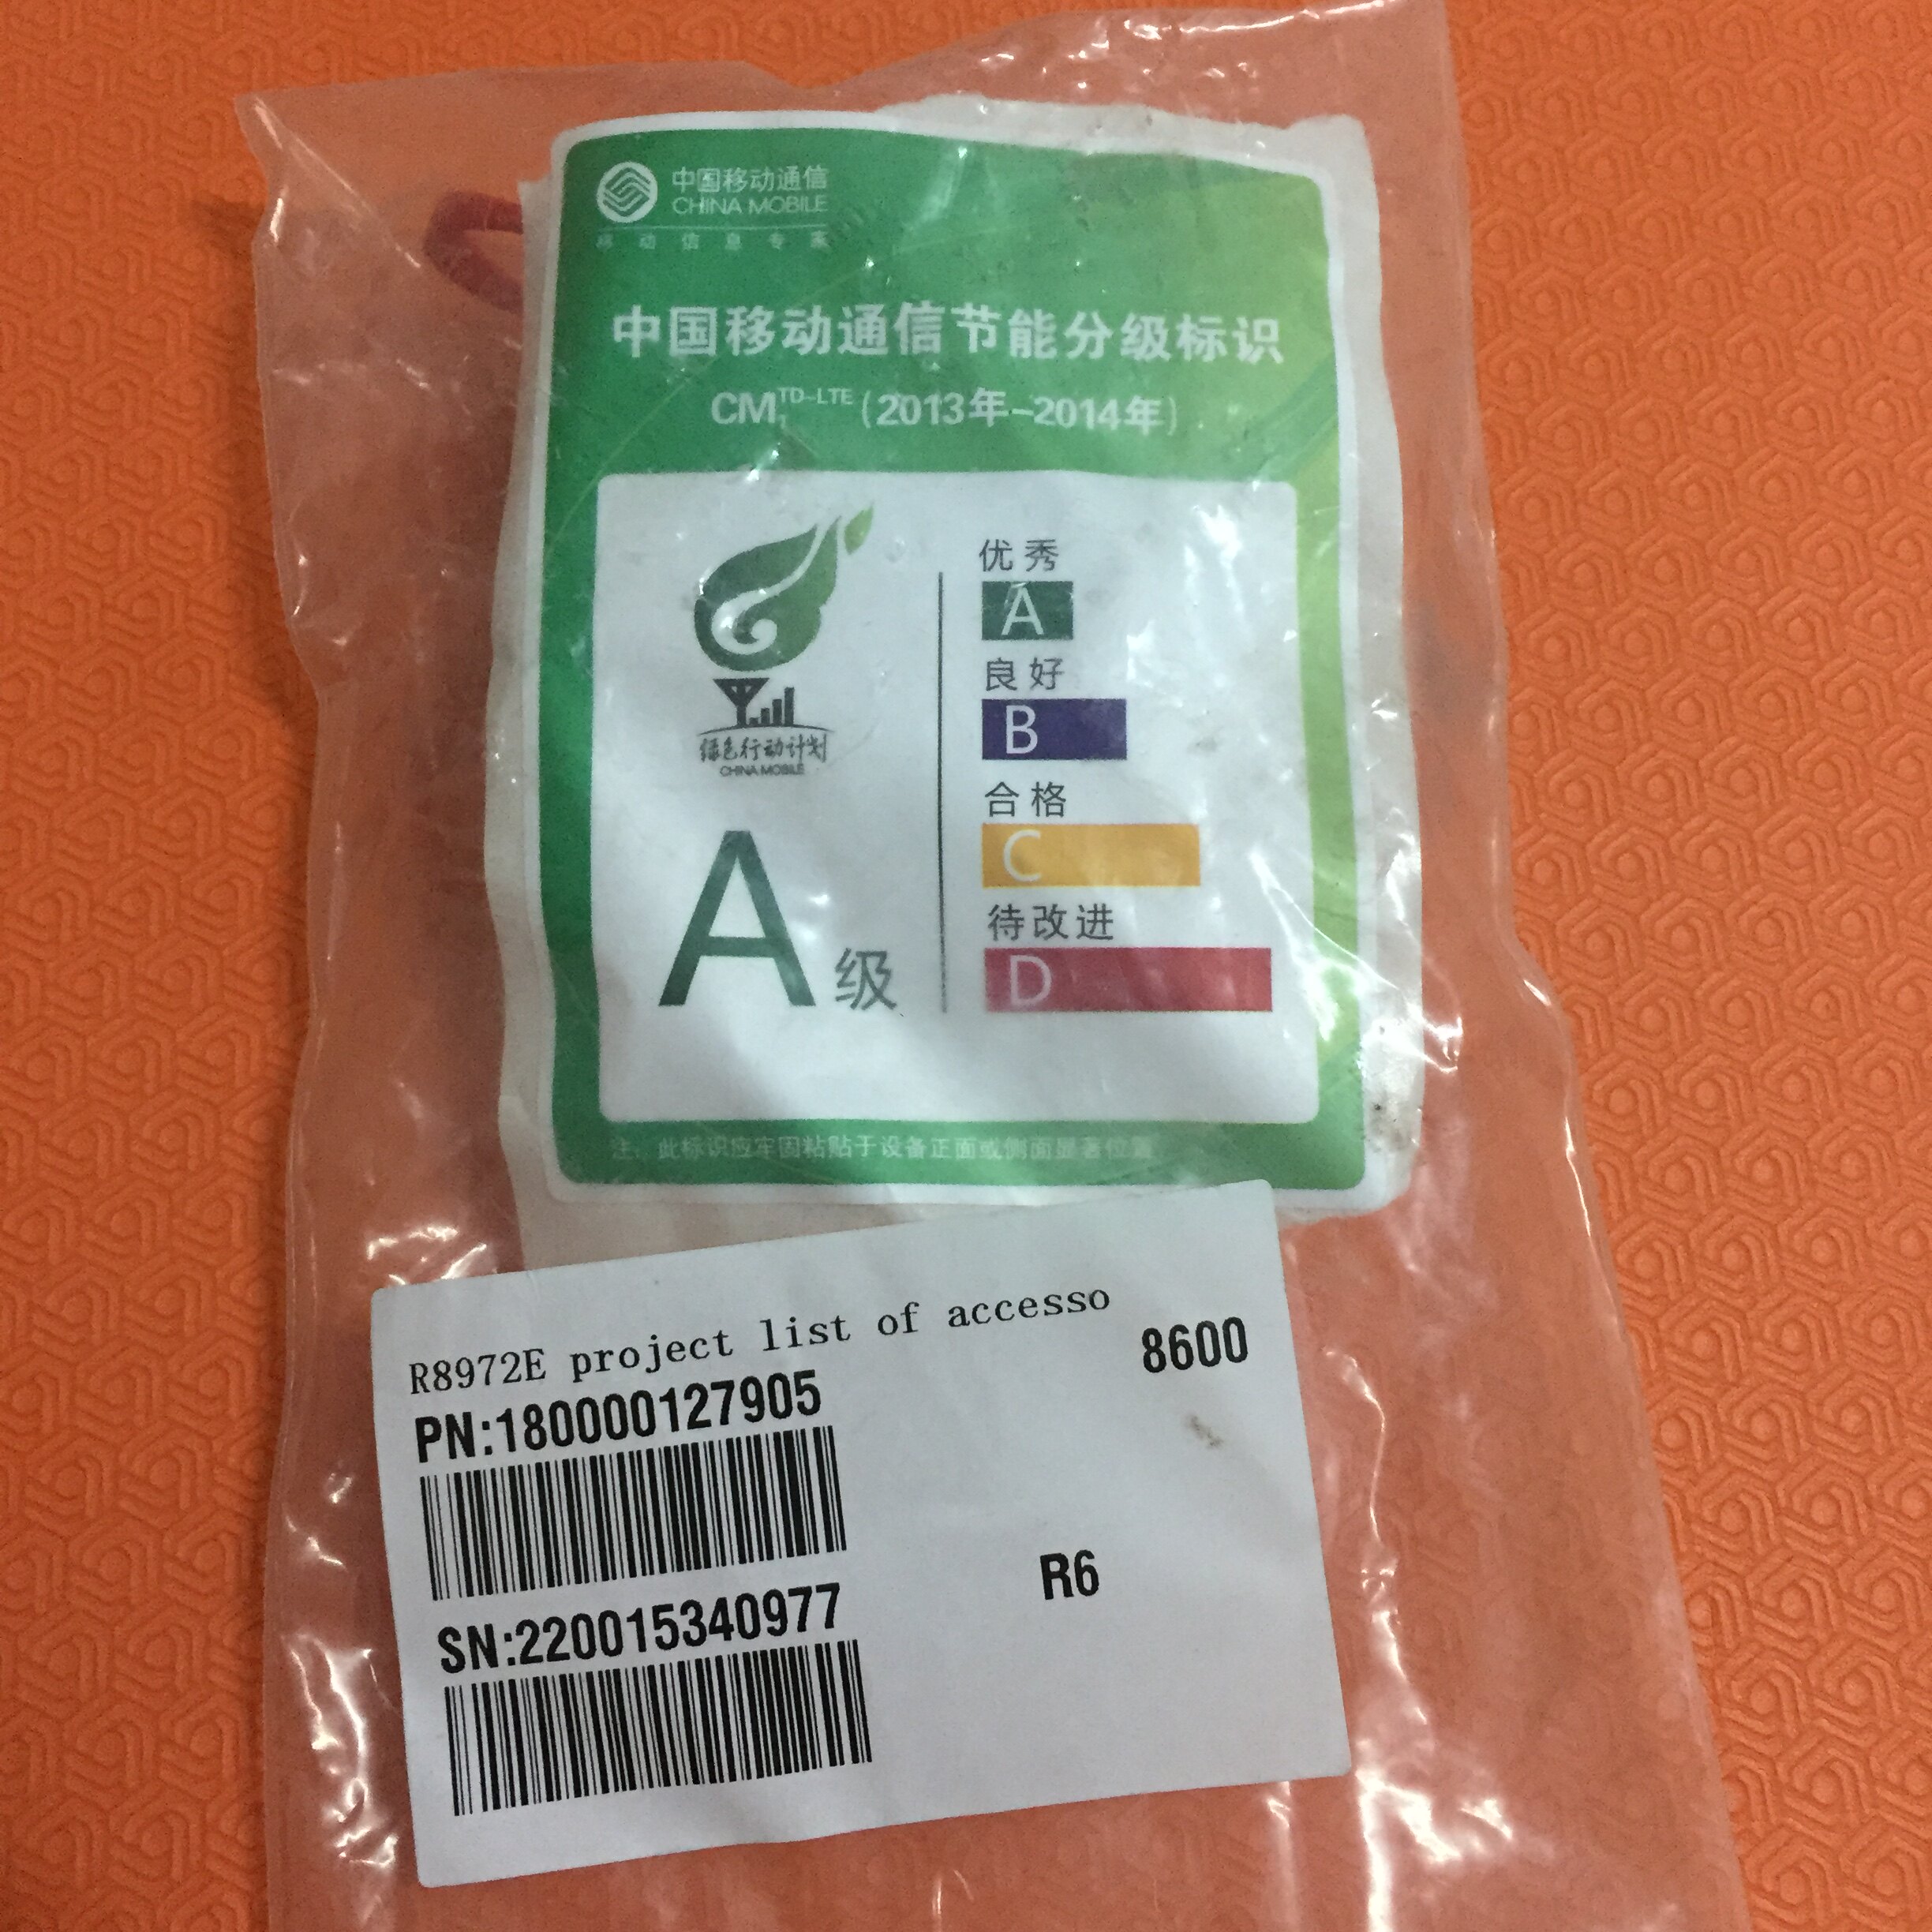 中国移动通信
CHINA MOBILE
移动信息专家
中国移动通信节能分级标识
CM₁TD-LTE (2013年-2014年)
绿色行动计划
CHINA MOBILE
A级
优秀
A
良好
B
合格
C
待改进
D
注：此标识应牢固粘贴于设备正面或侧面显著位置
R8972E project list of accesso
8600
PN:180000127905
R6
SN:220015340977